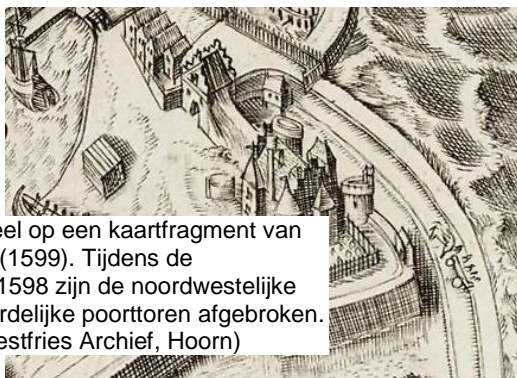 eel op een kaartfragment van
(1599). Tijdens de
1598 zijn de noordwestelijke
rdelijke poorttoren afgebroken.
estfries Archief, Hoorn)